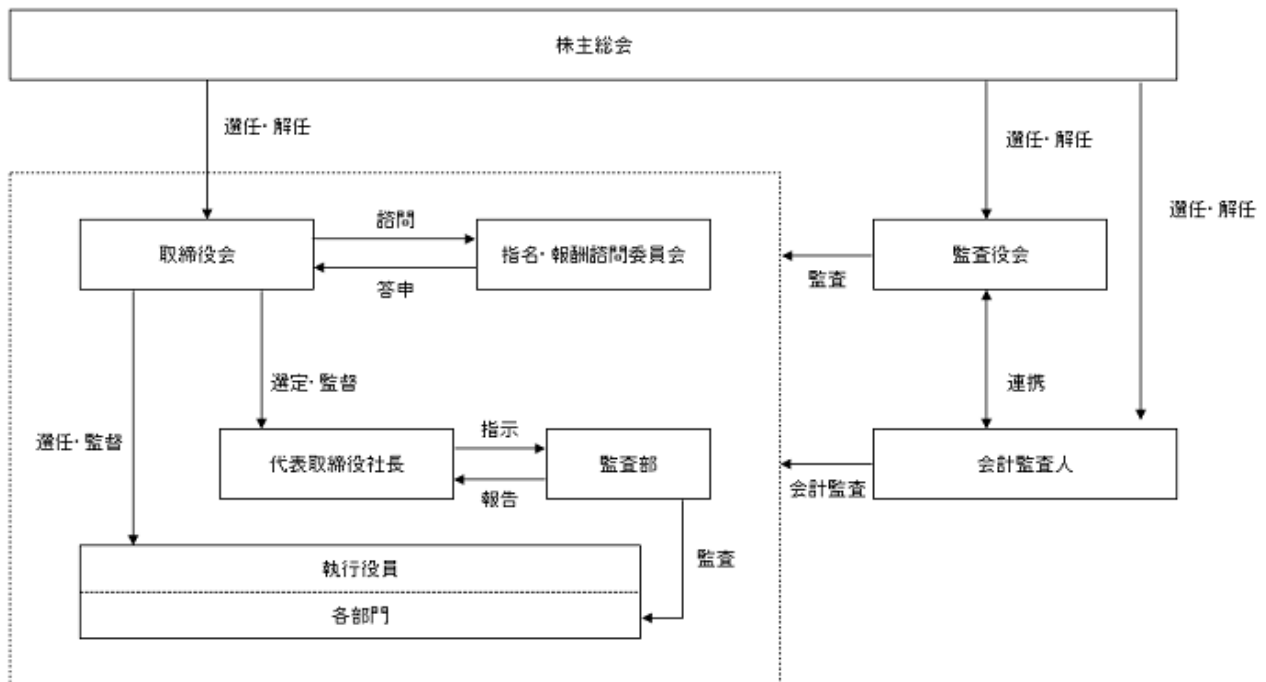 株主総会
選任・解任
選任・解任
選任・解任
取締役会
諮問
答申
指名・報酬諮問委員会
監査
監査役会
選定・監督
連携
選任・監督
代表取締役社長
指示
報告
監査部
会計監査
会計監査人
監査
執行役員
各部門